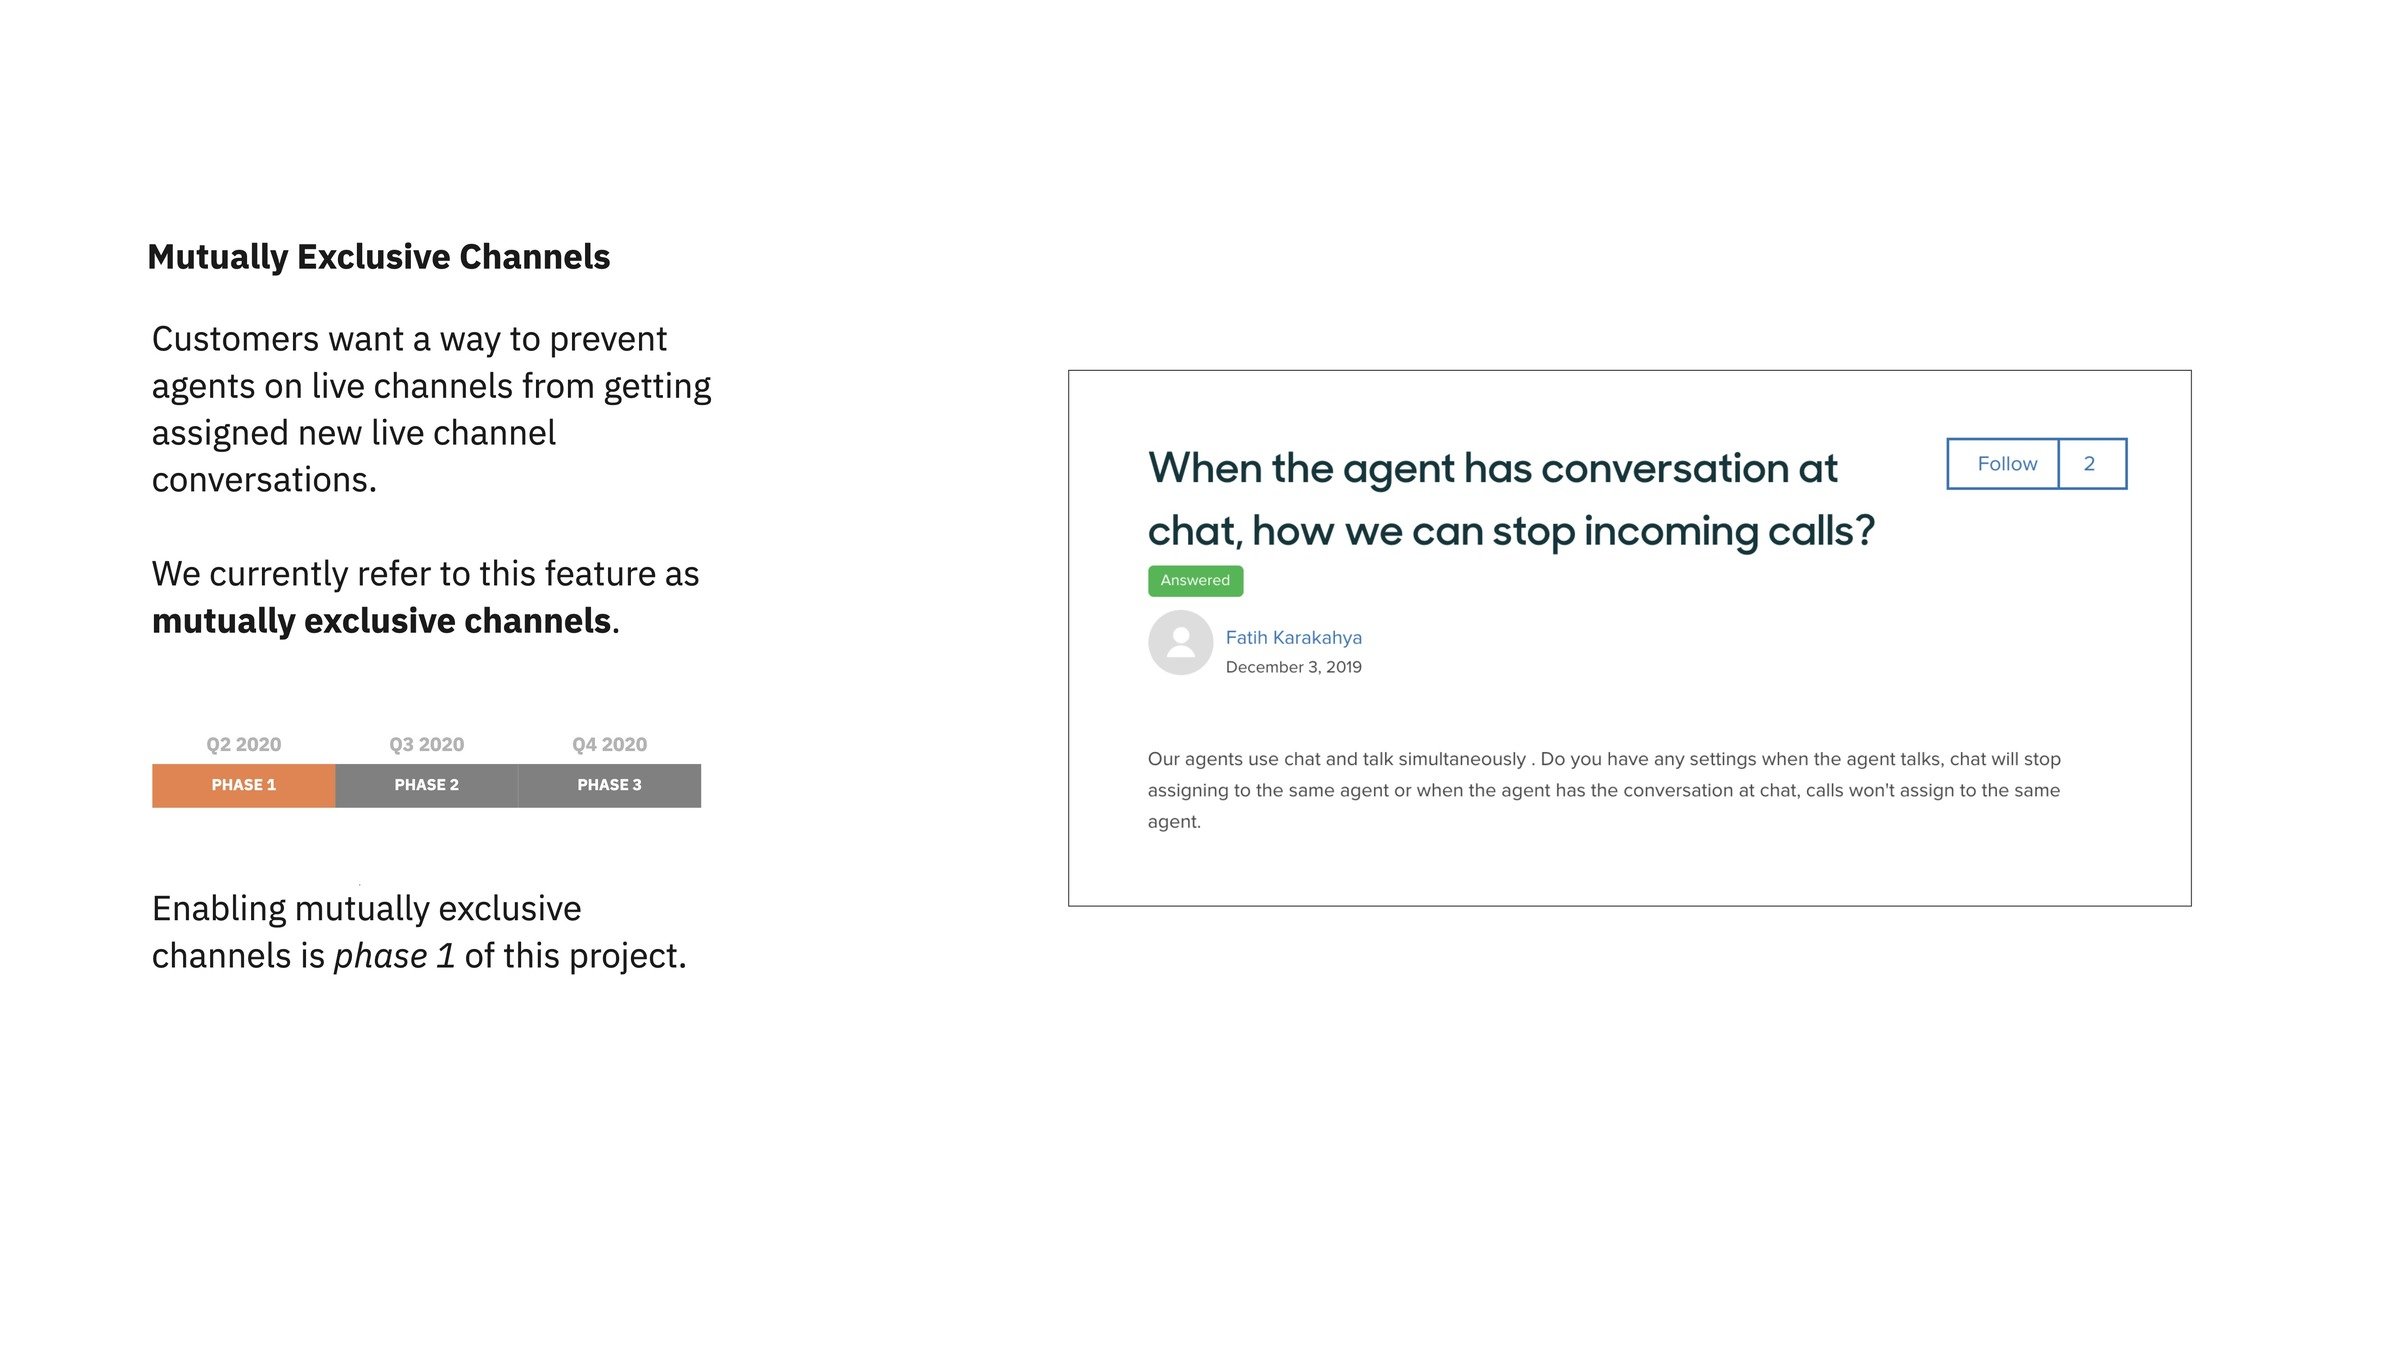 Mutually Exclusive Channels
Customers want a way to prevent
agents on live channels from getting
assigned new live channel
conversations.
We currently refer to this feature as
mutually exclusive channels.
Q2 2020 Q3 2020 Q4 2020
PHASE 1 PHASE 2 PHASE 3
Enabling mutually exclusive
channels is phase 1 of this project.
When the agent has conversation at
chat, how we can stop incoming calls?
Follow 2
Answered
Fatih Karakahya
December 3, 2019
Our agents use chat and talk simultaneously . Do you have any settings when the agent talks, chat will stop
assigning to the same agent or when the agent has the conversation at chat, calls won't assign to the same
agent.